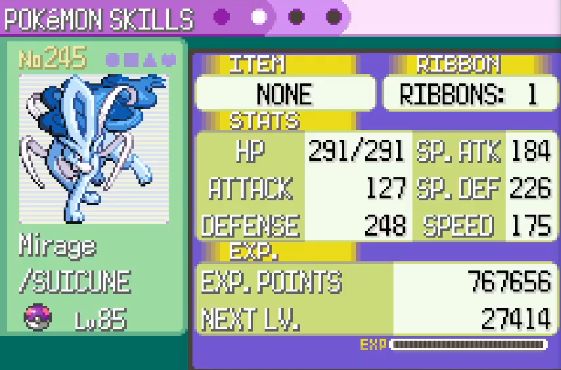 POKéMON SKILLS
No245
ITEM RIBBON
NONE RIBBONS: 1
STATS
HP 291/291 SP. ATK 184
ATTACK 127 SP. DEF 226
DEFENSE 248 SPEED 175
Mirage
/SUICUNE
Lv85
EXP.
EXP. POINTS 767656
NEXT LV. 27414
EXP